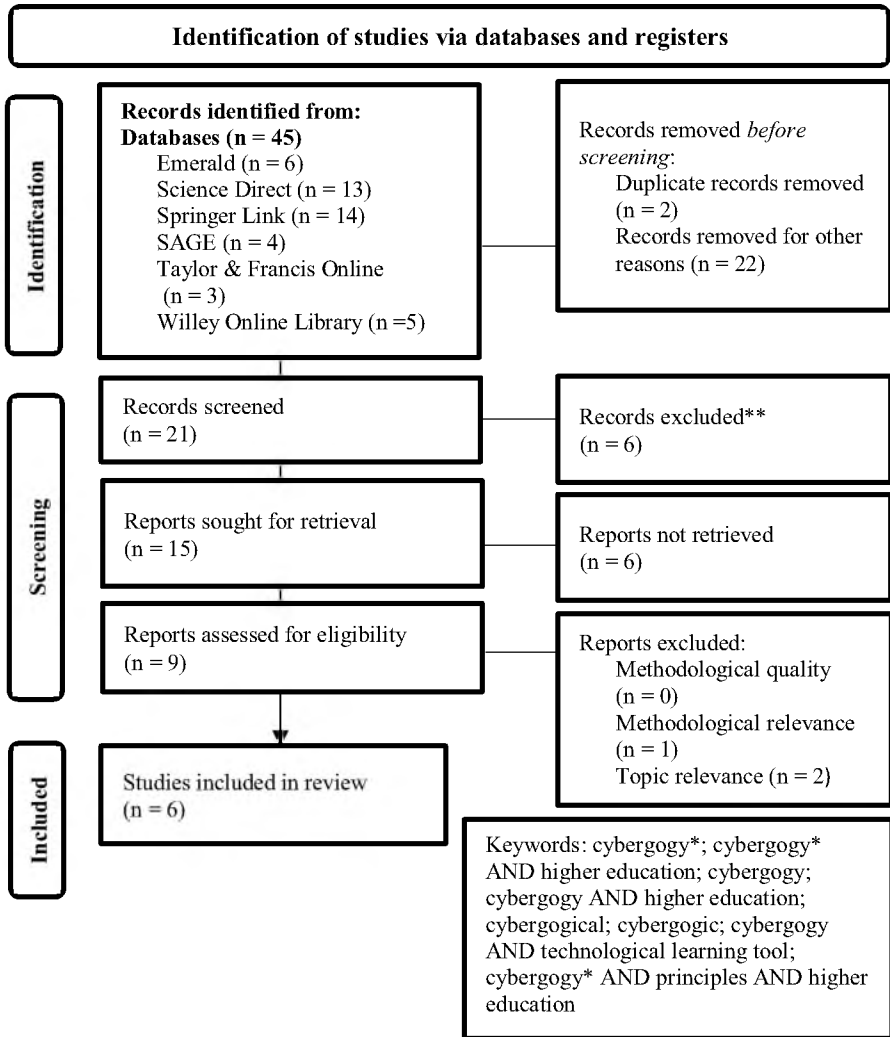 Identification of studies via databases and registers
Identification
Records identified from:
Databases (n = 45)
Emerald (n = 6)
Science Direct (n = 13)
Springer Link (n = 14)
SAGE (n = 4)
Taylor & Francis Online
(n = 3)
Willey Online Library (n =5)
Records removed before
screening:
Duplicate records removed
(n = 2)
Records removed for other
reasons (n = 22)
Screening
Records screened
(n = 21)
Records excluded**
(n = 6)
Reports sought for retrieval
(n = 15)
Reports not retrieved
(n = 6)
Reports assessed for eligibility
(n = 9)
Reports excluded:
Methodological quality
(n = 0)
Methodological relevance
(n = 1)
Topic relevance (n = 2)
Included
Studies included in review
(n = 6)
Keywords: cybergogy*; cybergogy*
AND higher education; cybergogy;
cybergogy AND higher education;
cybergogical; cybergogic; cybergogy
AND technological learning tool;
cybergogy* AND principles AND higher
education